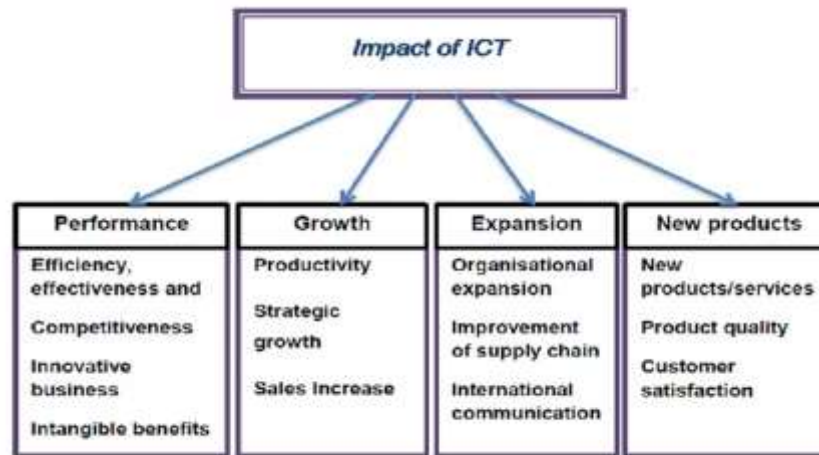 Impact of ICT
Performance
Efficiency,
effectiveness and
Competitiveness
Innovative
business
Intangible benefits
Growth
Productivity
Strategic
growth
Sales Increase
Expansion
Organisational
expansion
Improvement
of supply chain
International
communication
New products
New
products/services
Product quality
Customer
satisfaction